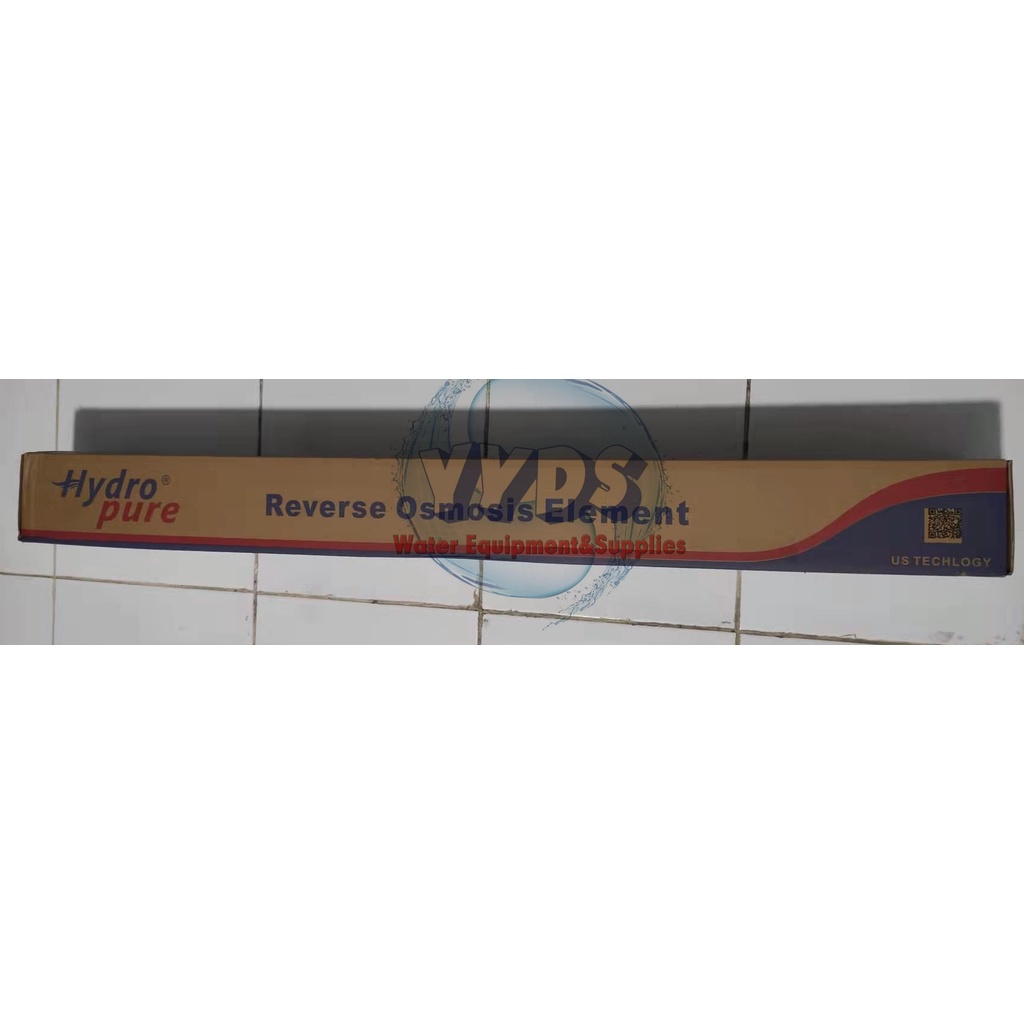 Hydro®
pure
Reverse Osmosis Element
YYDS
Water Equipment&Supplies
US TECHLOGY